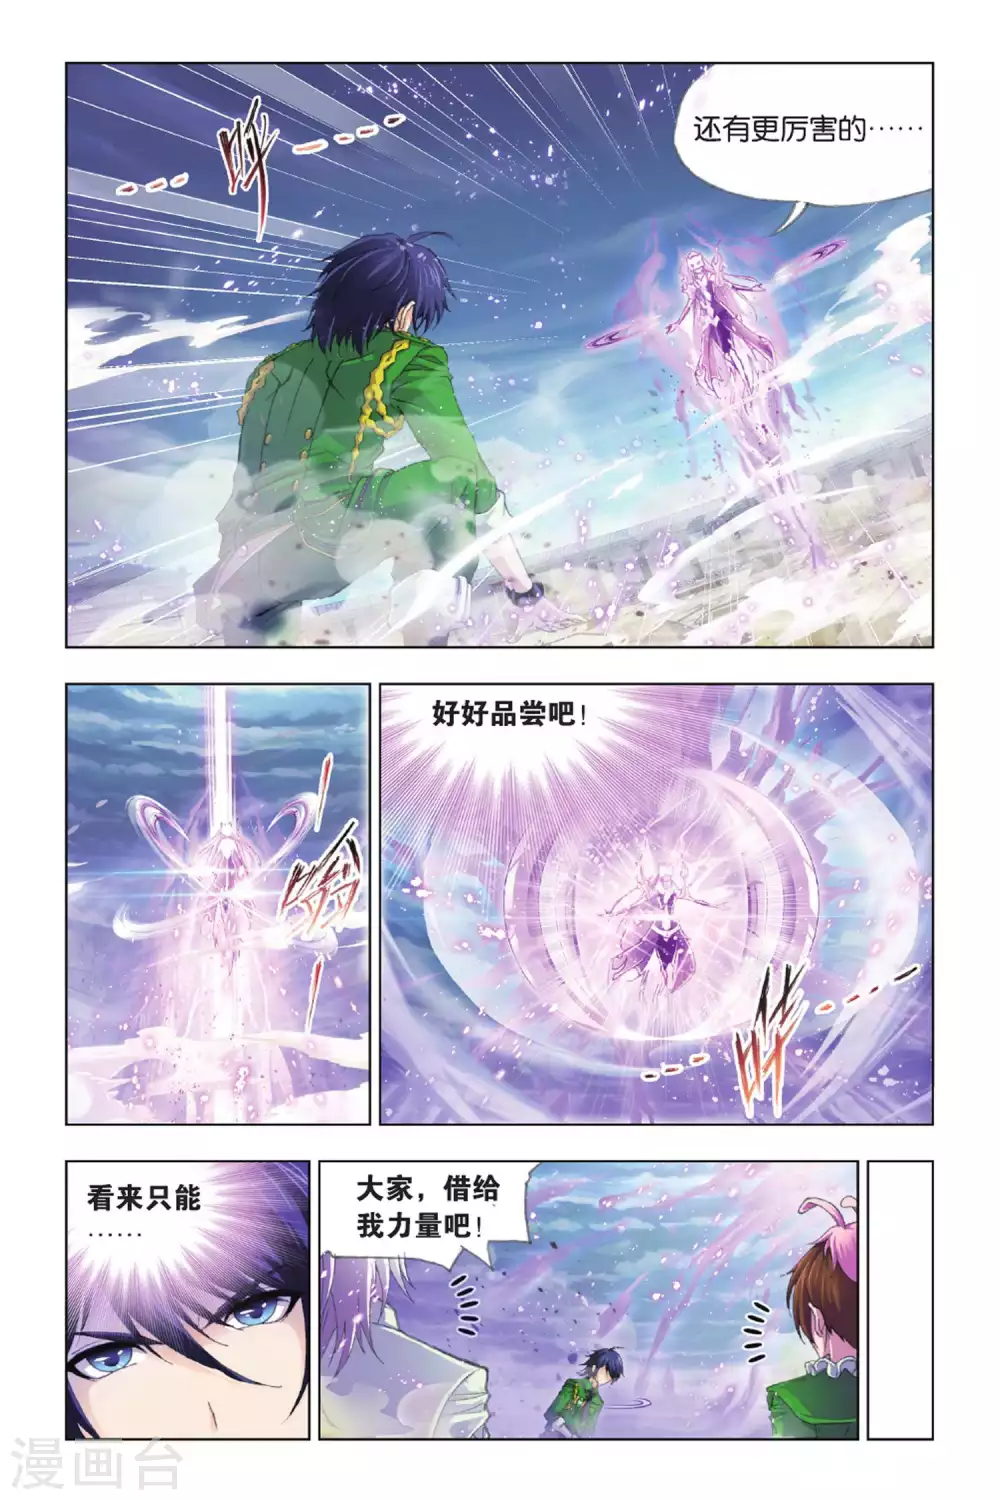 还有更厉害的……
呼
好好品尝吧！
嗡
咔
看来只能
……
大家，借给
我力量吧！
漫画台